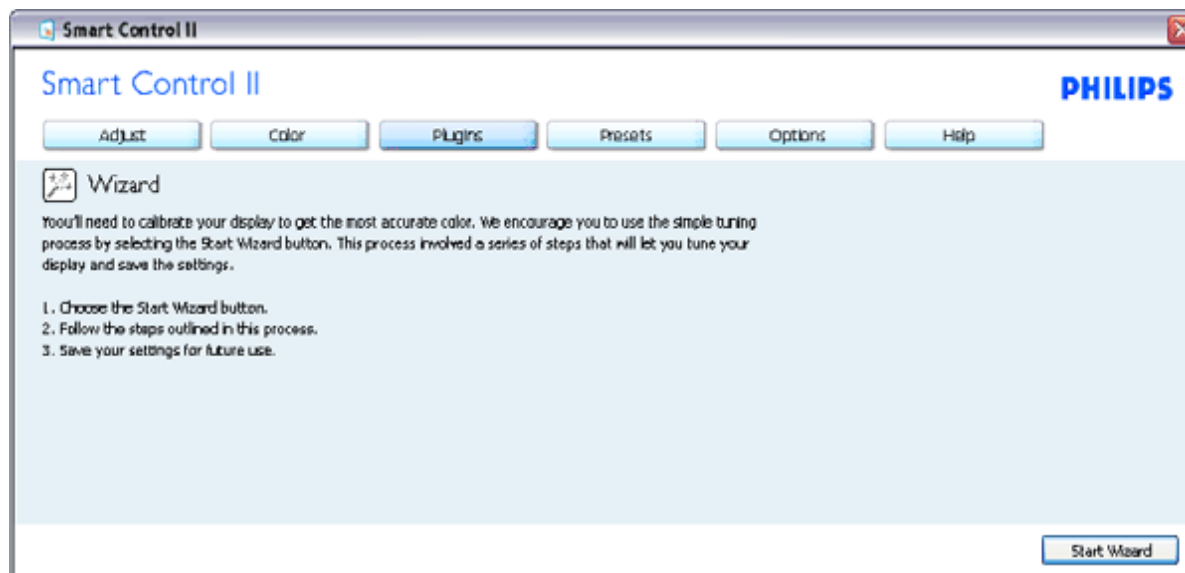 Smart Control II
Smart Control II
PHILIPS
Adjust Color Plugins Presets Options Help
Wizard
Yoou'll need to calibrate your display to get the most accurate color. We encourage you to use the simple tuning
process by selecting the Start Wizard button. This process involved a series of steps that will let you tune your
display and save the settings.
1. Choose the Start Wizard button.
2. Follow the steps outlined in this process.
3. Save your settings for future use.
Start Wizard